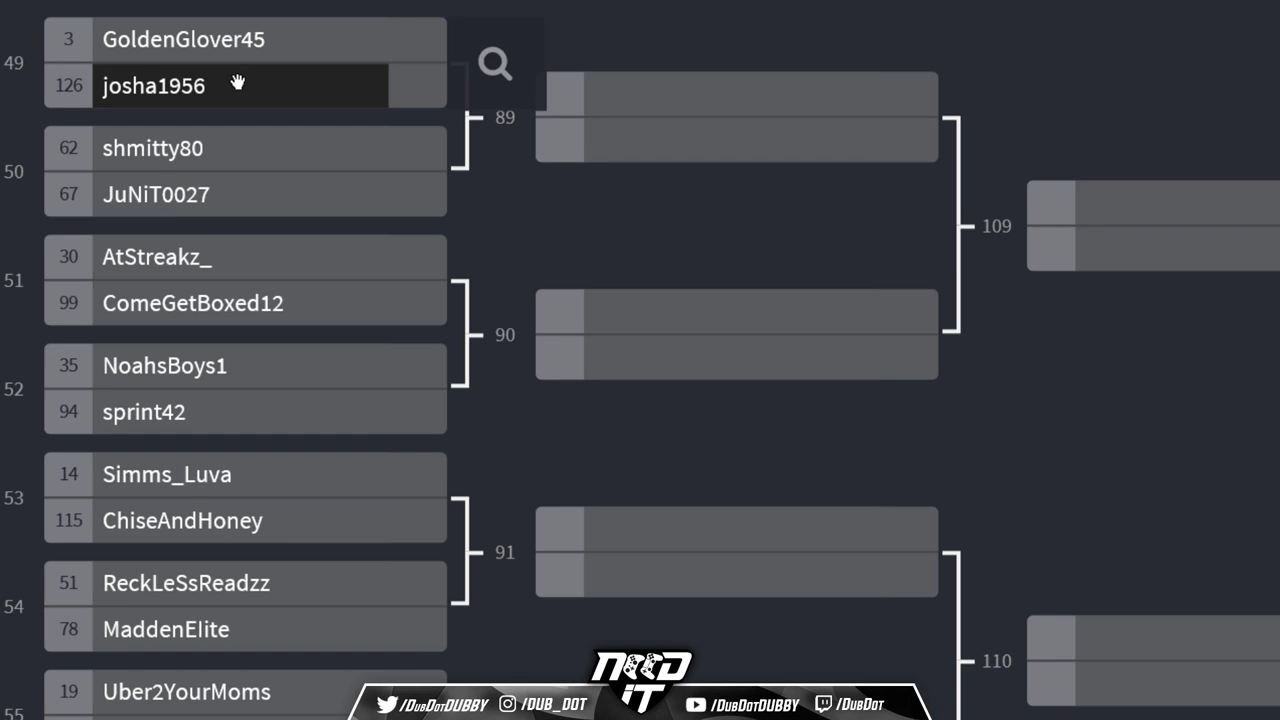 49
3 GoldenGlover45
126 josha1956
89
50
62 shmitty80
67 JuNiT0027
109
51
30 AtStreakz_
99 ComeGetBoxed12
90
52
35 NoahsBoys1
94 sprint42
53
14 Simms_Luva
115 ChiseAndHoney
91
54
51 ReckLeSsReadzz
78 MaddenElite
110
55
19 Uber2YourMoms
NEED
IT
/DubDotDUBBY
/DUB_DOT
/DubDotDUBBY
/DubDot